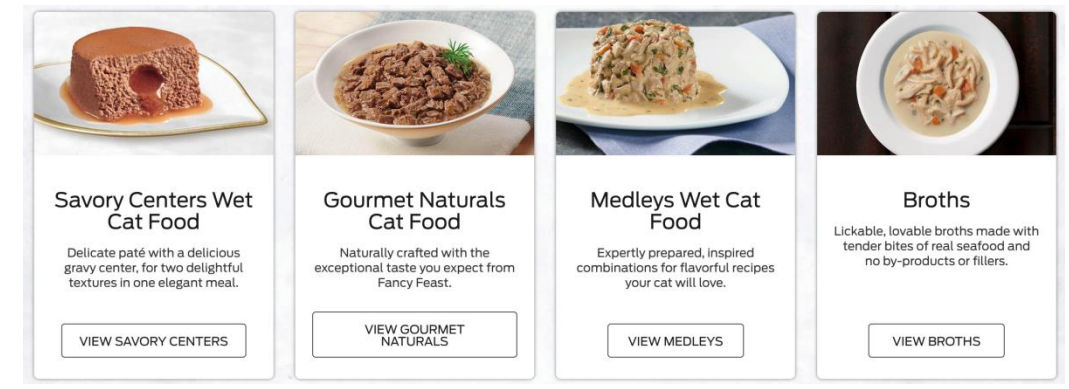 Savory Centers Wet
Cat Food
Delicate paté with a delicious
gravy center, for two delightful
textures in one elegant meal.
VIEW SAVORY CENTERS
Gourmet Naturals
Cat Food
Naturally crafted with the
exceptional taste you expect from
Fancy Feast.
VIEW GOURMET
NATURALS
Medleys Wet Cat
Food
Expertly prepared, inspired
combinations for flavorful recipes
your cat will love.
VIEW MEDLEYS
Broths
Lickable, lovable broths made with
tender bites of real seafood and
no by-products or fillers.
VIEW BROTHS